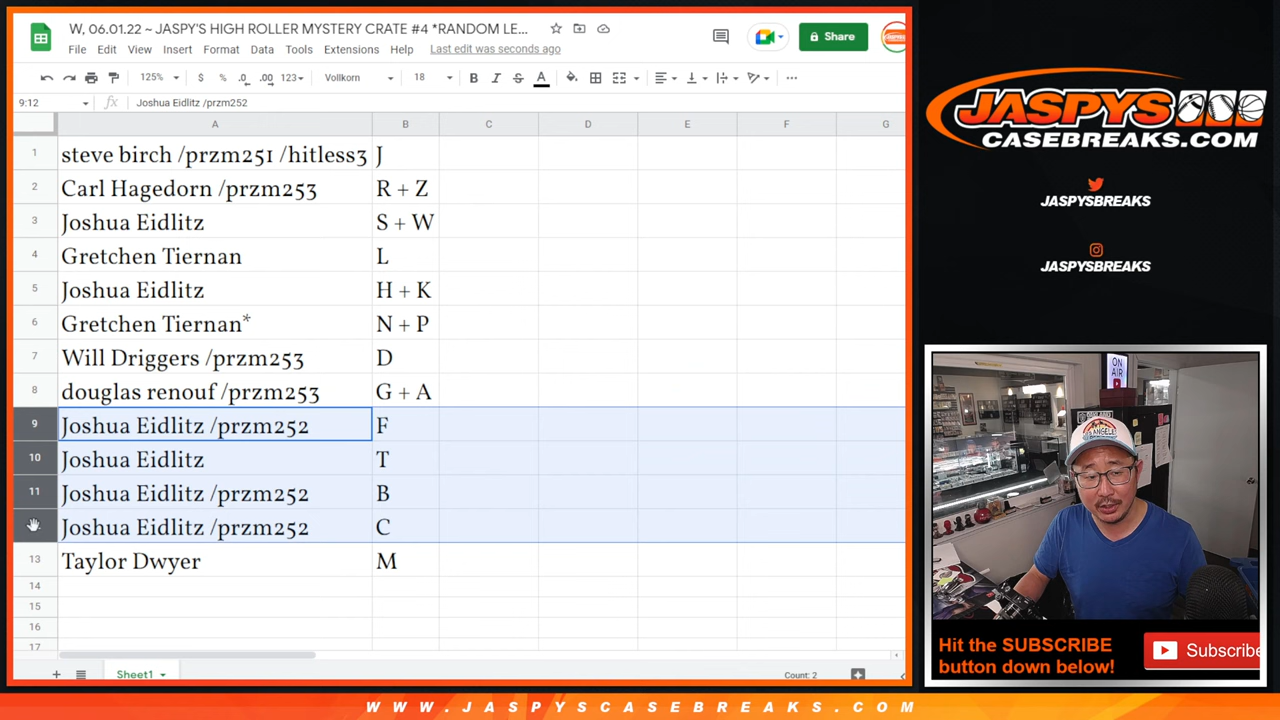 W, 06.01.22 ~ JASPY'S HIGH ROLLER MYSTERY CRATE #4 *RANDOM LE...
File Edit View Insert Format Data Tools Extensions Help Last edit was seconds ago
Share
125% $ % .0 .00 123 Vollkorn 18 B I S A
9:12 fx Joshua Eidlitz /przm252
A B C D E F G
1 steve birch /przm251 /hitless3 J
2 Carl Hagedorn /przm253 R + Z
3 Joshua Eidlitz S + W
4 Gretchen Tiernan L
5 Joshua Eidlitz H + K
6 Gretchen Tiernan* N + P
7 Will Driggers /przm253 D
8 douglas renouf /przm253 G + A
9 Joshua Eidlitz /przm252 F
10 Joshua Eidlitz T
11 Joshua Eidlitz /przm252 B
Joshua Eidlitz /przm252 C
13 Taylor Dwyer M
14
15
16
17
Sheet1 Count: 2
JASPYS
CASEBREAKS.COM
JASPYSBREAKS
JASPYSBREAKS
ON
AIR
Hit the SUBSCRIBE
button down below!
Subscribe
WWW.JASPYSCASEBREAKS.COM